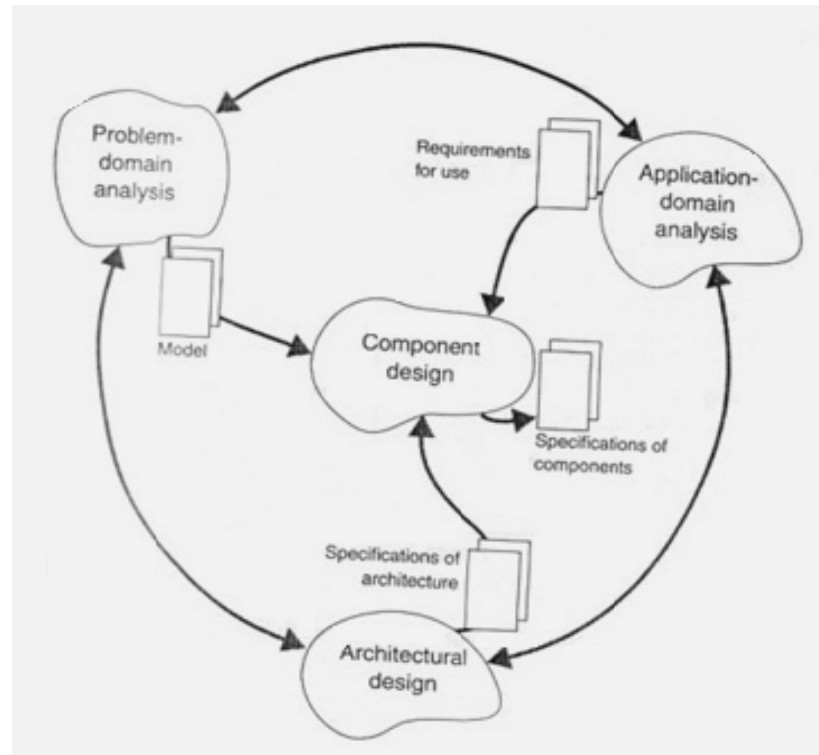 Problem-
domain
analysis
Requirements
for use
Application-
domain
analysis
Model
Component
design
Specifications of
components
Specifications of
architecture
Architectural
design